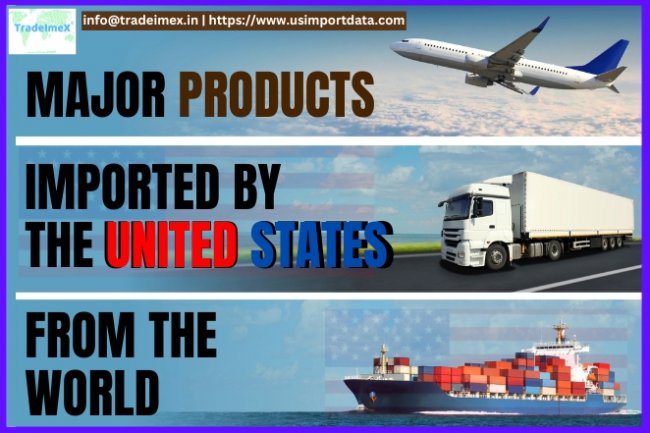 TradeImeX
info@tradeimex.in | https://www.usimportdata.com
MAJOR PRODUCTS
IMPORTED BY
THE UNITED STATES
FROM THE
WORLD